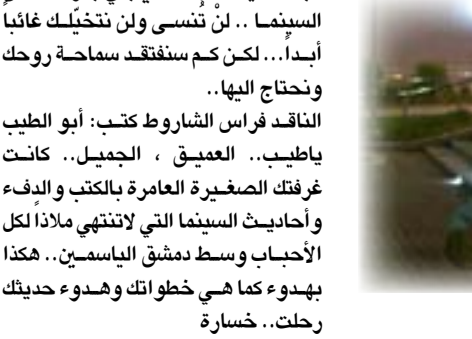 السينما .. لنْ تُنسى ولن نتخيّلك غائباً
أبداً... لكن كم سنفتقد سماحة روحك
ونحتاج اليها..
الناقد فراس الشاروط كتب: أبو الطيب
ياطيب.. العميق ، الجميل.. كانت
غرفتك الصغيرة العامرة بالكتب والدفء
وأحاديث السينما التي لاتنتهي ملاذاً لكل
الأحباب وسط دمشق الياسمين.. هكذا
بهدوء كما هي خطواتك وهدوء حديثك
رحلت.. خسارة